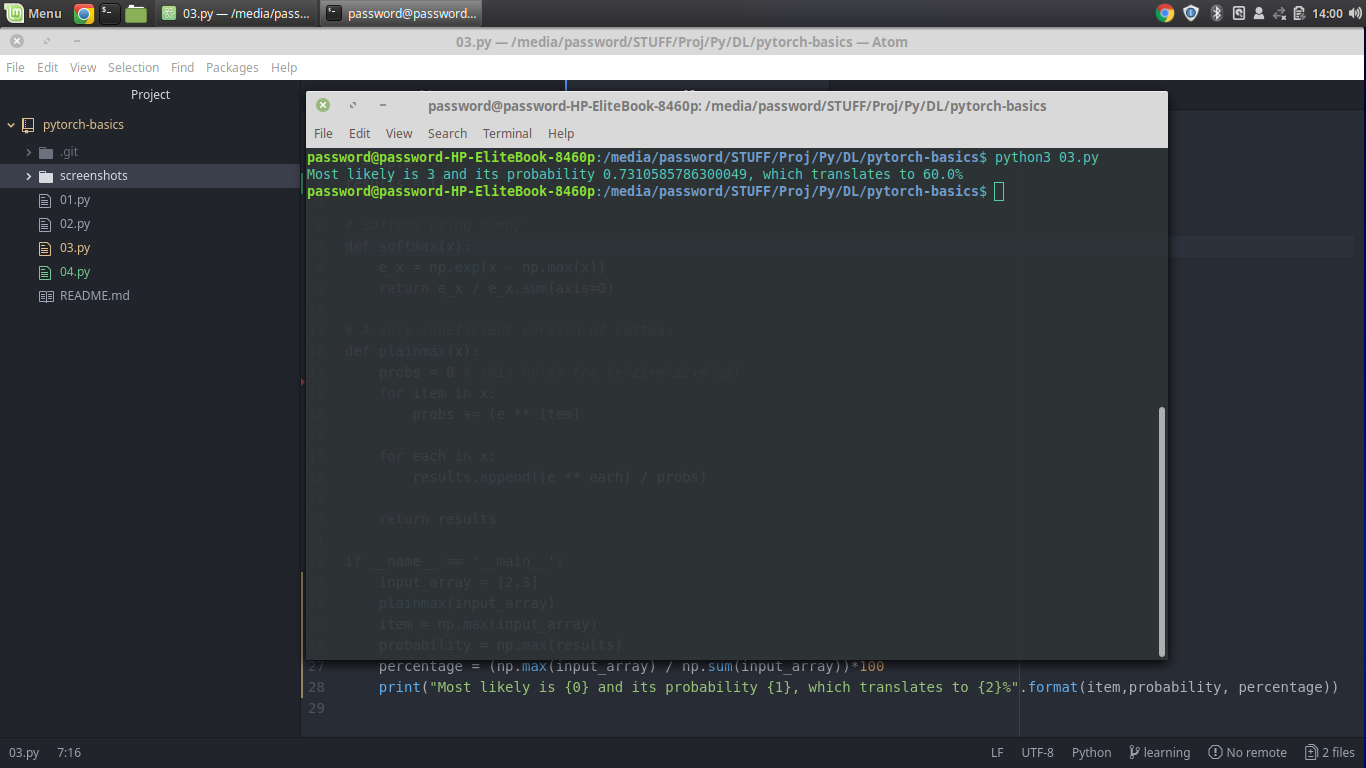 Menu
03.py — /media/pass...
password@password...
14:00
03.py — /media/password/STUFF/Proj/Py/DL/pytorch-basics — Atom
File Edit View Selection Find Packages Help
Project
pytorch-basics
.git
screenshots
01.py
02.py
03.py
04.py
README.md
password@password-HP-EliteBook-8460p: /media/password/STUFF/Proj/Py/DL/pytorch-basics
File Edit View Search Terminal Help
password@password-HP-EliteBook-8460p:/media/password/STUFF/Proj/Py/DL/pytorch-basics$ python3 03.py
Most likely is 3 and its probability 0.7310585786300049, which translates to 60.0%
password@password-HP-EliteBook-8460p:/media/password/STUFF/Proj/Py/DL/pytorch-basics$
7 def softmax(x):
e_x = np.exp(x - np.max(x))
return e_x / e_x.sum(axis=0)
# A very ineficient version of softmax
def plainmax(x):
probs = 0 # this holds the (e^z1+e^z2+e^z3)
for item in x:
probs += (e ** item)
for each in x:
results.append((e ** each) / probs)
return results
if __name__ == '__main__':
input_array = [2,3]
plainmax(input_array)
item = np.max(input_array)
probability = np.max(results)
27 percentage = (np.max(input_array) / np.sum(input_array))*100
28 print("Most likely is {0} and its probability {1}, which translates to {2}%".format(item,probability, percentage))
29
03.py 7:16 LF UTF-8 Python learning No remote 2 files